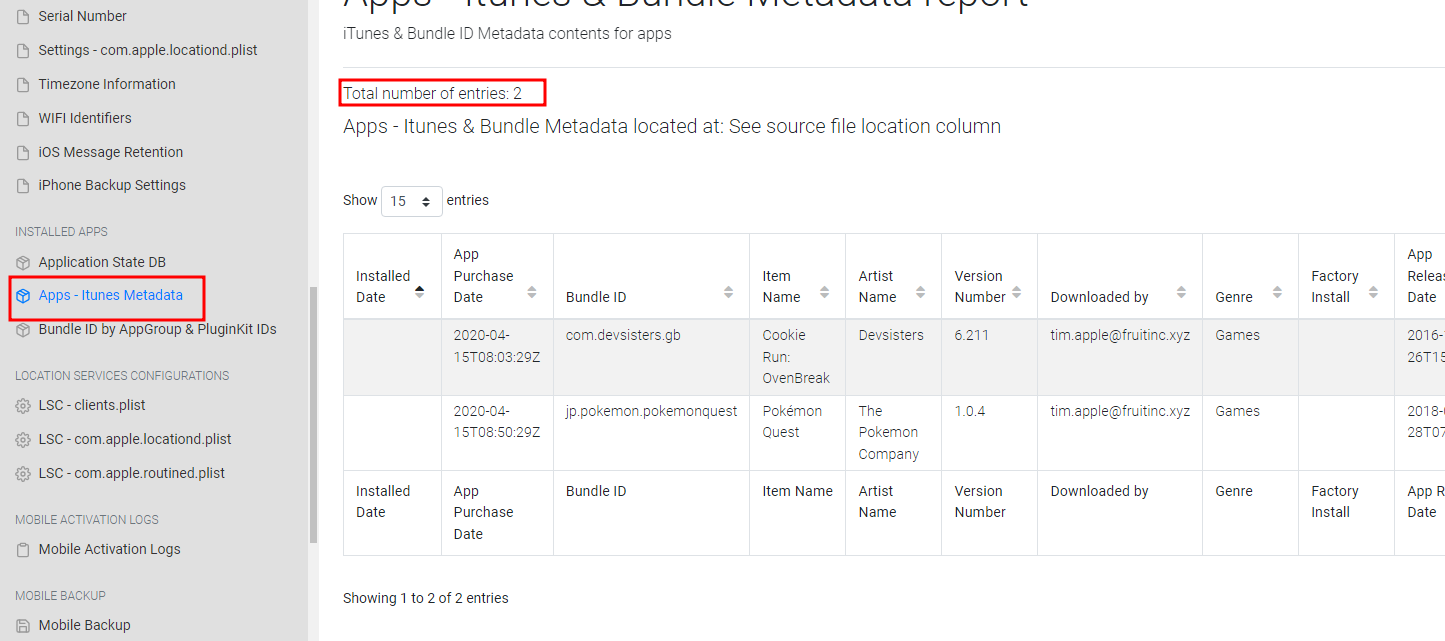 Serial Number
Settings - com.apple.locationd.plist
Timezone Information
WIFI Identifiers
iOS Message Retention
iPhone Backup Settings
INSTALLED APPS
Application State DB
Apps - Itunes Metadata
Bundle ID by AppGroup & PluginKit IDs
LOCATION SERVICES CONFIGURATIONS
LSC - clients.plist
LSC - com.apple.locationd.plist
LSC - com.apple.routined.plist
MOBILE ACTIVATION LOGS
Mobile Activation Logs
MOBILE BACKUP
Mobile Backup
Apps - Itunes & Bundle Metadata report
iTunes & Bundle ID Metadata contents for apps
Total number of entries: 2
Apps - Itunes & Bundle Metadata located at: See source file location column
Show 15 entries
App App
Installed Purchase Item Artist Version Factory Releas
Date Date Bundle ID Name Name Number Downloaded by Genre Install Date
2020-04- com.devsisters.gb Cookie Devsisters 6.211 tim.apple@fruitinc.xyz Games 2016-
15T08:03:29Z Run: 26T15
OvenBreak
2020-04- jp.pokemon.pokemonquest Pokémon The 1.0.4 tim.apple@fruitinc.xyz Games 2018-
15T08:50:29Z Quest Pokemon 28T07
Company
Installed App Bundle ID Item Name Artist Version Downloaded by Genre Factory App R
Date Purchase Name Number Install Date
Date
Showing 1 to 2 of 2 entries